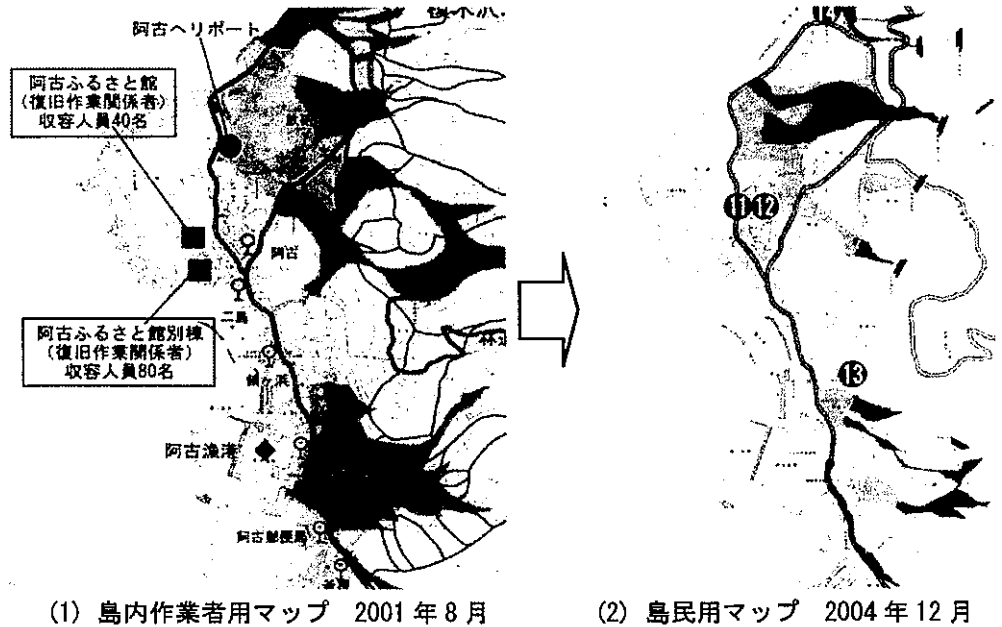 阿古ヘリポート
阿古ふるさと館
(復旧作業関係者)
収容人員40名
阿古
二島
阿古ふるさと館別棟
(復旧作業関係者)
収容人員80名
阿古漁港
阿古郵便局
⑪⑫
⑬
(1) 島内作業者用マップ 2001年8月
(2) 島民用マップ 2004年12月